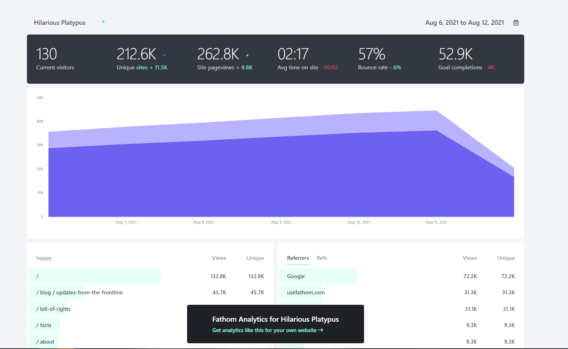 Hilarious Platypus
Aug 6, 2021 to Aug 12, 2021
130
212.6K
262.8K
02:17
57%
52.9K
Current visitors
Unique sites + 11.5K
Site pageviews + 9.8K
Avg time on site - 00:02
Bounce rate - 6%
Goal completions - 4K
50k
40k
30k
20k
10k
0
Aug 7, 2021
Aug 8, 2021
Aug 9, 2021
Aug 10, 2021
Aug 11, 2021
happy
Views
Unique
/
132.8K
132.8K
/ blog / updates-from-the-frontline
45.7K
45.7K
/ bill-of-rights
/ facts
/ about
Referrers
Refs
Views
Unique
Google
72.2K
72.2K
usefathom.com
31.3K
31.3K
31.1K
31.1K
9.3K
9.3K
9.3K
9.3K
Fathom Analytics for Hilarious Platypus
Get analytics like this for your own website →